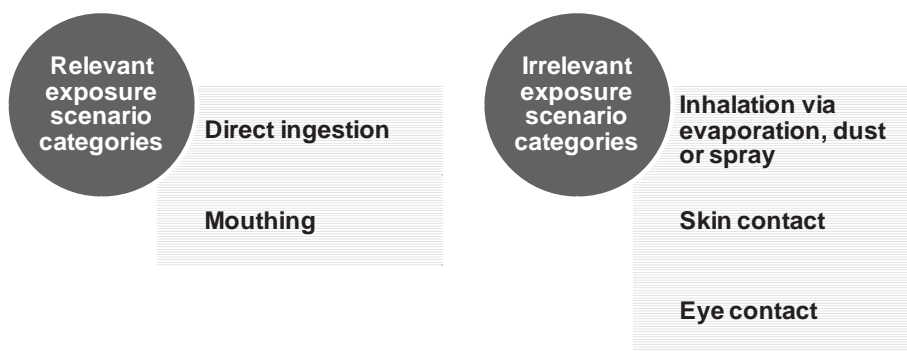 Relevant
exposure
scenario
categories
Direct ingestion
Mouthing
Irrelevant
exposure
scenario
categories
Inhalation via
evaporation, dust
or spray
Skin contact
Eye contact